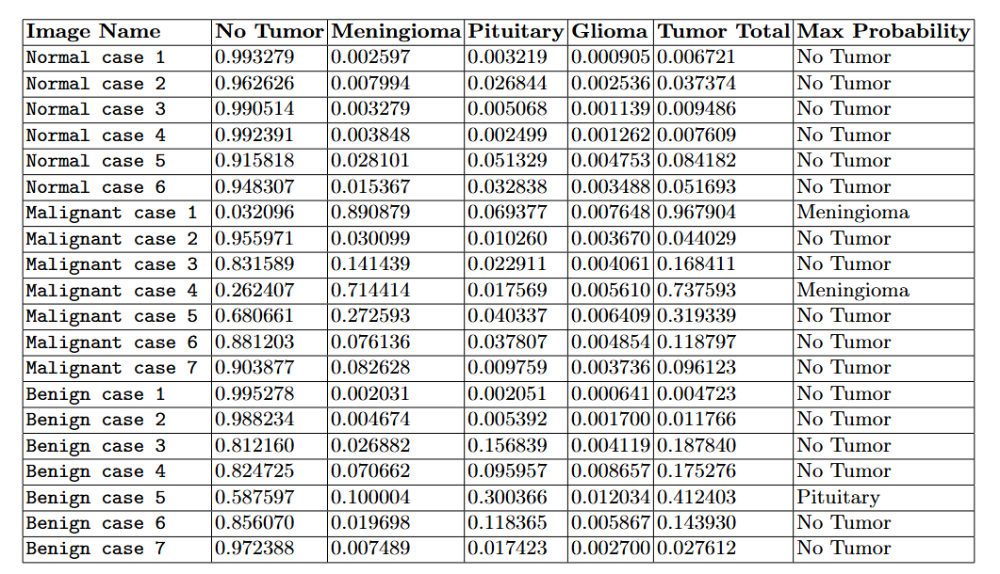 Image Name No Tumor Meningioma Pituitary Glioma Tumor Total Max Probability
Normal case 1 0.993279 0.002597 0.003219 0.000905 0.006721 No Tumor
Normal case 2 0.962626 0.007994 0.026844 0.002536 0.037374 No Tumor
Normal case 3 0.990514 0.003279 0.005068 0.001139 0.009486 No Tumor
Normal case 4 0.992391 0.003848 0.002499 0.001262 0.007609 No Tumor
Normal case 5 0.915818 0.028101 0.051329 0.004753 0.084182 No Tumor
Normal case 6 0.948307 0.015367 0.032838 0.003488 0.051693 No Tumor
Malignant case 1 0.032096 0.890879 0.069377 0.007648 0.967904 Meningioma
Malignant case 2 0.955971 0.030099 0.010260 0.003670 0.044029 No Tumor
Malignant case 3 0.831589 0.141439 0.022911 0.004061 0.168411 No Tumor
Malignant case 4 0.262407 0.714414 0.017569 0.005610 0.737593 Meningioma
Malignant case 5 0.680661 0.272593 0.040337 0.006409 0.319339 No Tumor
Malignant case 6 0.881203 0.076136 0.037807 0.004854 0.118797 No Tumor
Malignant case 7 0.903877 0.082628 0.009759 0.003736 0.096123 No Tumor
Benign case 1 0.995278 0.002031 0.002051 0.000641 0.004723 No Tumor
Benign case 2 0.988234 0.004674 0.005392 0.001700 0.011766 No Tumor
Benign case 3 0.812160 0.026882 0.156839 0.004119 0.187840 No Tumor
Benign case 4 0.824725 0.070662 0.095957 0.008657 0.175276 No Tumor
Benign case 5 0.587597 0.100004 0.300366 0.012034 0.412403 Pituitary
Benign case 6 0.856070 0.019698 0.118365 0.005867 0.143930 No Tumor
Benign case 7 0.972388 0.007489 0.017423 0.002700 0.027612 No Tumor